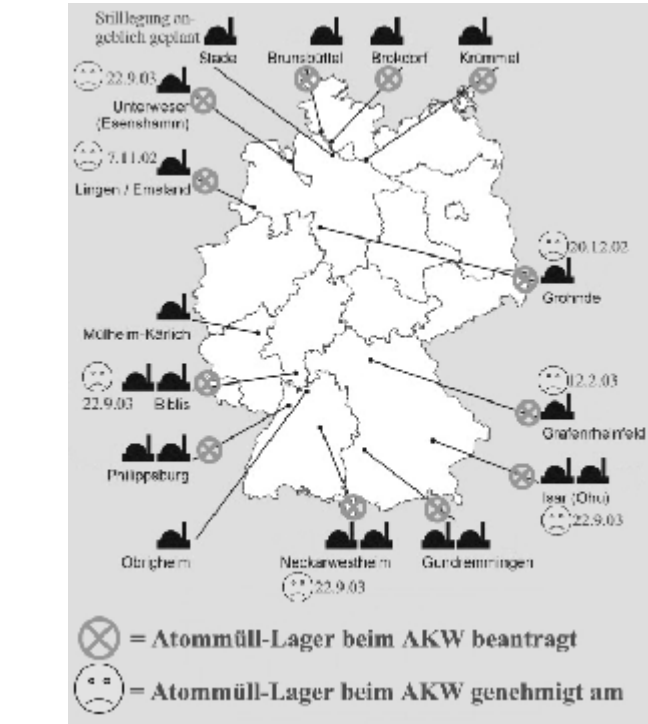 Stilllegung an-
geblich geplant
Stade
Brunsbüttel
Brokdorf
Krümmel
22.9.03
Unterweser
(Esenshamm)
7.11.02
Lingen / Emsland
20.12.02
Grohnde
Mülheim-Kärlich
22.9.03 Biblis
12.2.03
Grafenrheinfeld
Philippsburg
Isar (Ohu)
22.9.03
Obrigheim
Neckarwestheim
22.9.03
Gundremmingen
= Atommüll-Lager beim AKW beantragt
= Atommüll-Lager beim AKW genehmigt am